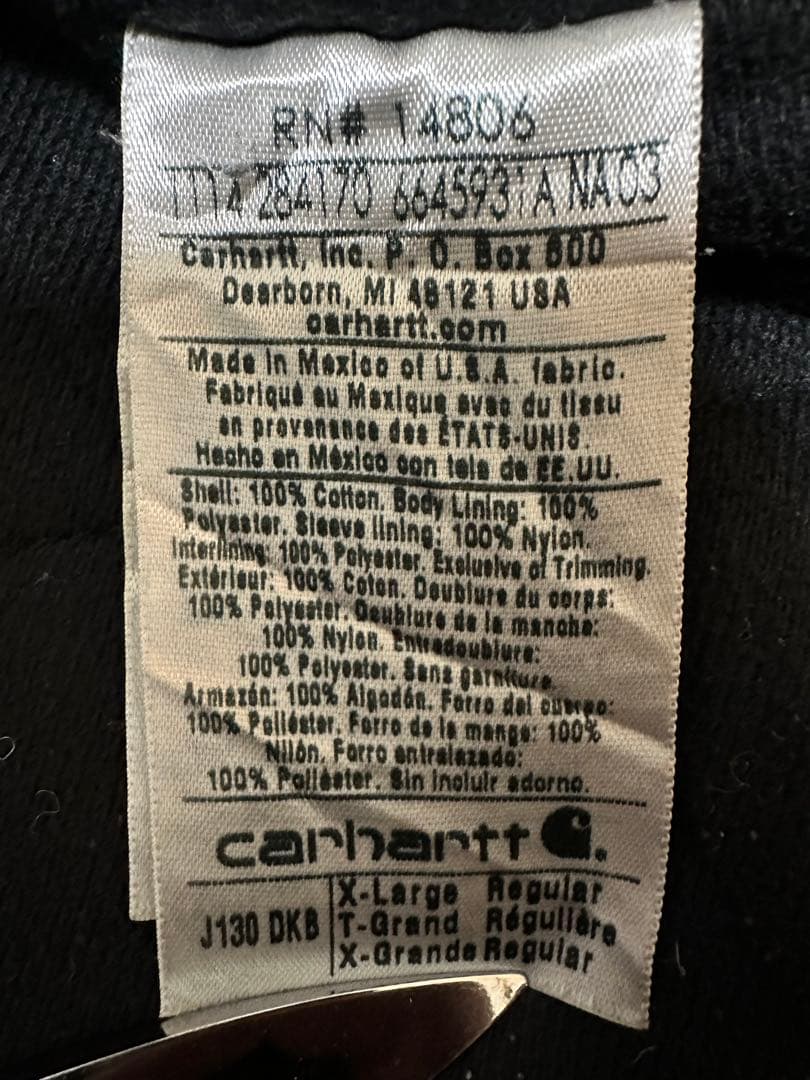 RN# 14806
1114 284170 6645931A NA03
Carhartt, Inc. P. O. Box 600
Dearborn, MI 48121 USA
carhartt.com
Made in Mexico of U.S.A. fabric.
Fabriqué au Mexique avec du tissu
en provenance des ÉTATS-UNIS.
Hecho en México con tela de EE.UU.
Shell: 100% Cotton. Body Lining: 100%
Polyester. Sleeve lining: 100% Nylon.
Interlining: 100% Polyester. Exclusive of Trimming.
Extérieur: 100% Coton. Doublure du corps:
100% Polyester. Doublure de la manche:
100% Nylon. Entredoublure:
100% Polyester. Sans garniture.
Armazón: 100% Algodón. Forro del cuerpo:
100% Poliéster. Forro de la manga: 100%
Nilón. Forro entrelazado:
100% Poliéster. Sin incluir adorno.
carhartt
J130 DKB
X-Large Regular
T-Grand Régulière
X-Grande Regular